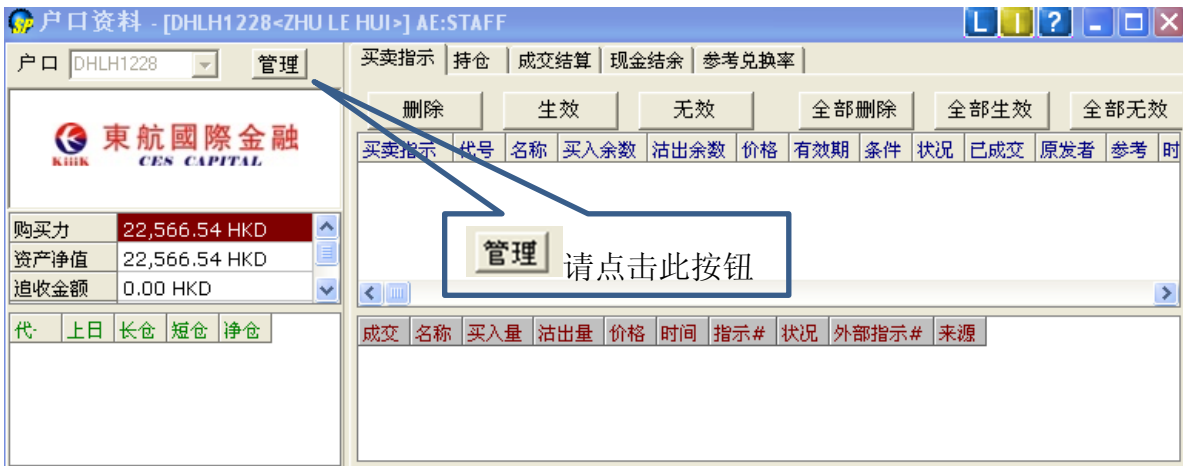 户口资料 - [DHLH1228<ZHU LE HUI>] AE:STAFF L I ?
户口 DHLH1228 管理
買卖指示 持仓 成交结算 现金结余 参考兑换率
删除 生效 无效 全部删除 全部生效 全部无效
東航國際金融
KIIIK CES CAPITAL
买卖指示 代号 名称 买入余数 沽出余数 价格 有效期 条件 状况 已成交 原发者 参考 时
购买力 22,566.54 HKD
资产净值 22,566.54 HKD
追收金额 0.00 HKD
管理 请点击此按钮
代· 上日 长仓 短仓 净仓
成交 名称 买入量 沽出量 价格 时间 指示# 状况 外部指示# 来源